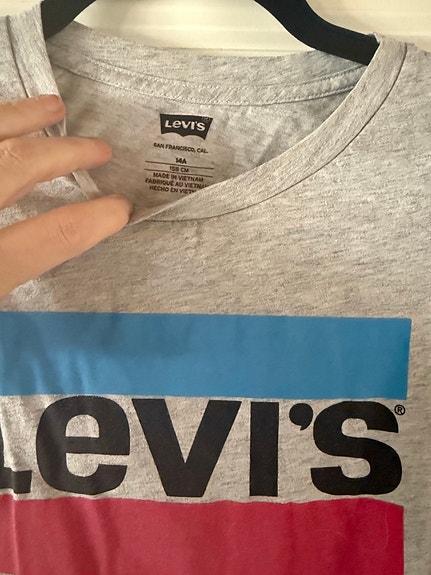 Levi's
SAN FRANCISCO, CAL.
14A
158 CM
MADE IN VIETNAM
FABRIQUÉ AU VIETNAM
HECHO EN VIETNAM
Levi's®